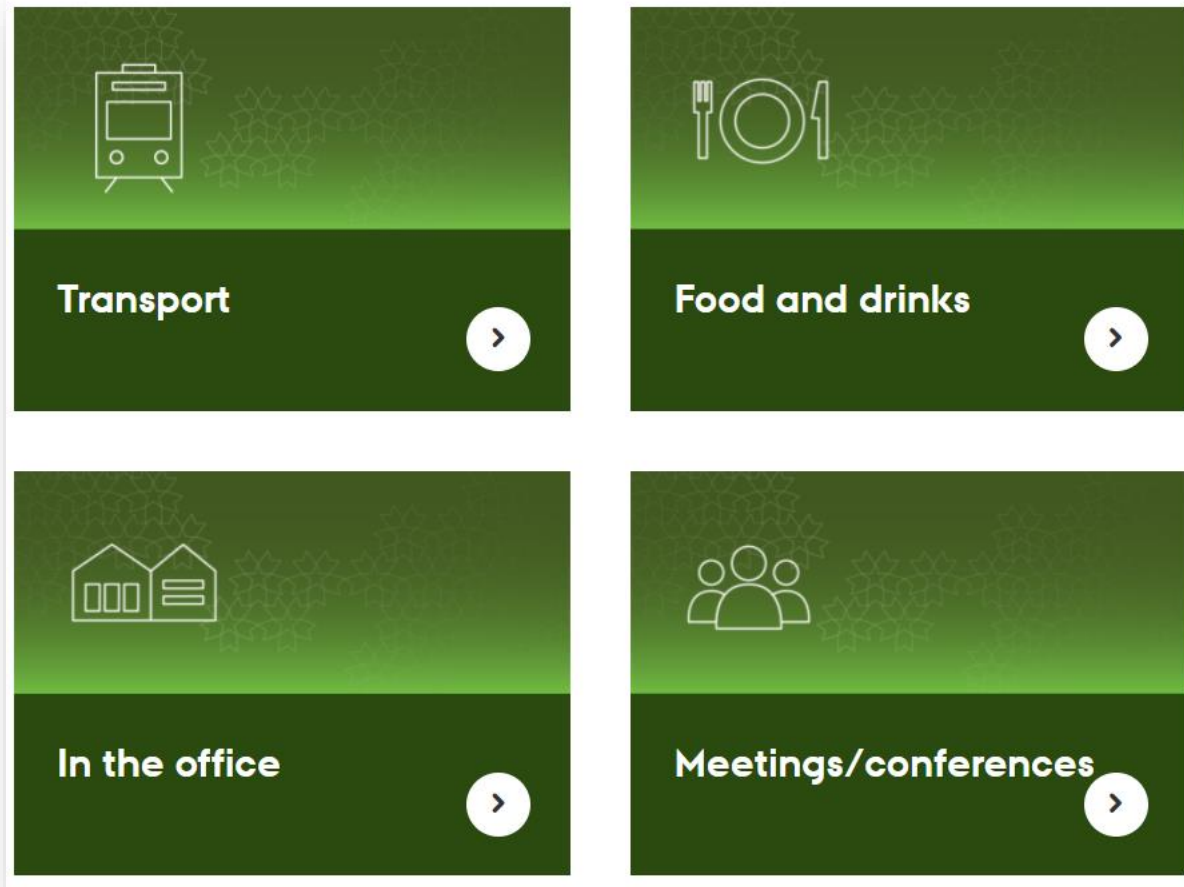 Transport
Food and drinks
In the office
Meetings/conferences